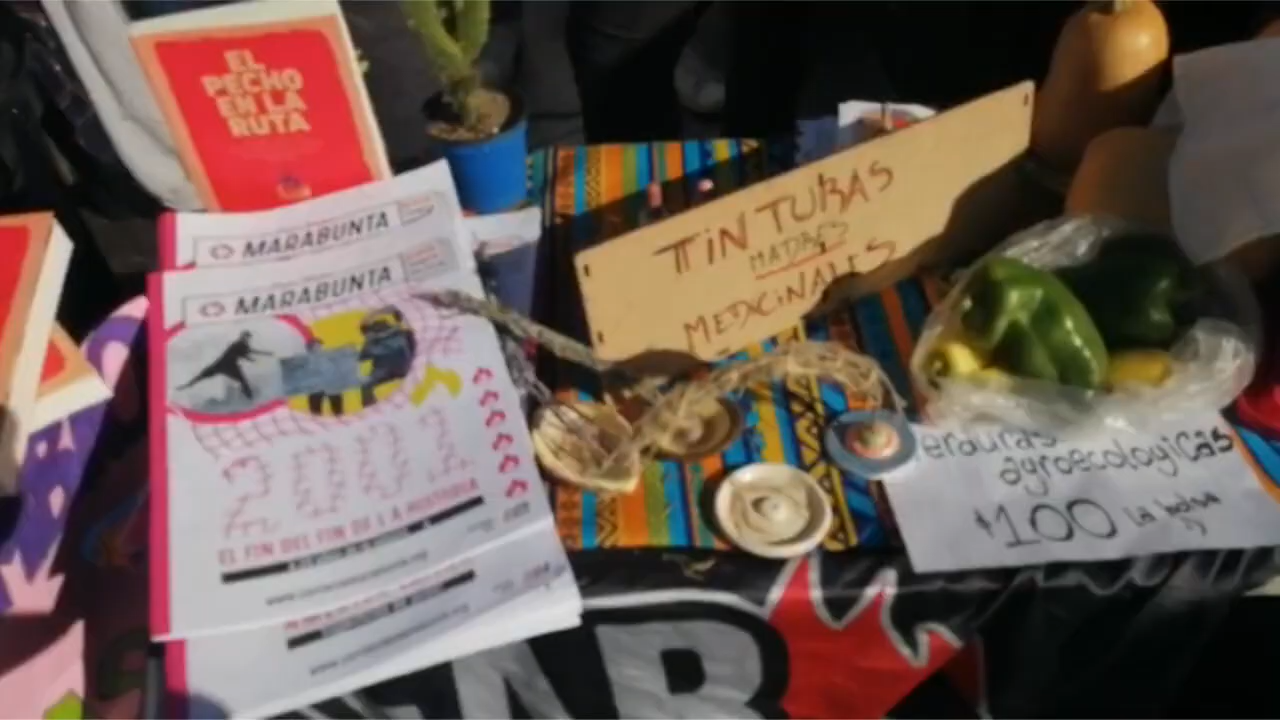 EL
PECHO
EN LA
RUTA
MARABUNTA
MARABUNTA
2001
EL FIN DEL FIN DE LA HISTORIA
TINTURAS
MADRES
MEDICINALES
erduras
agroecologicas
$100 la bolsa